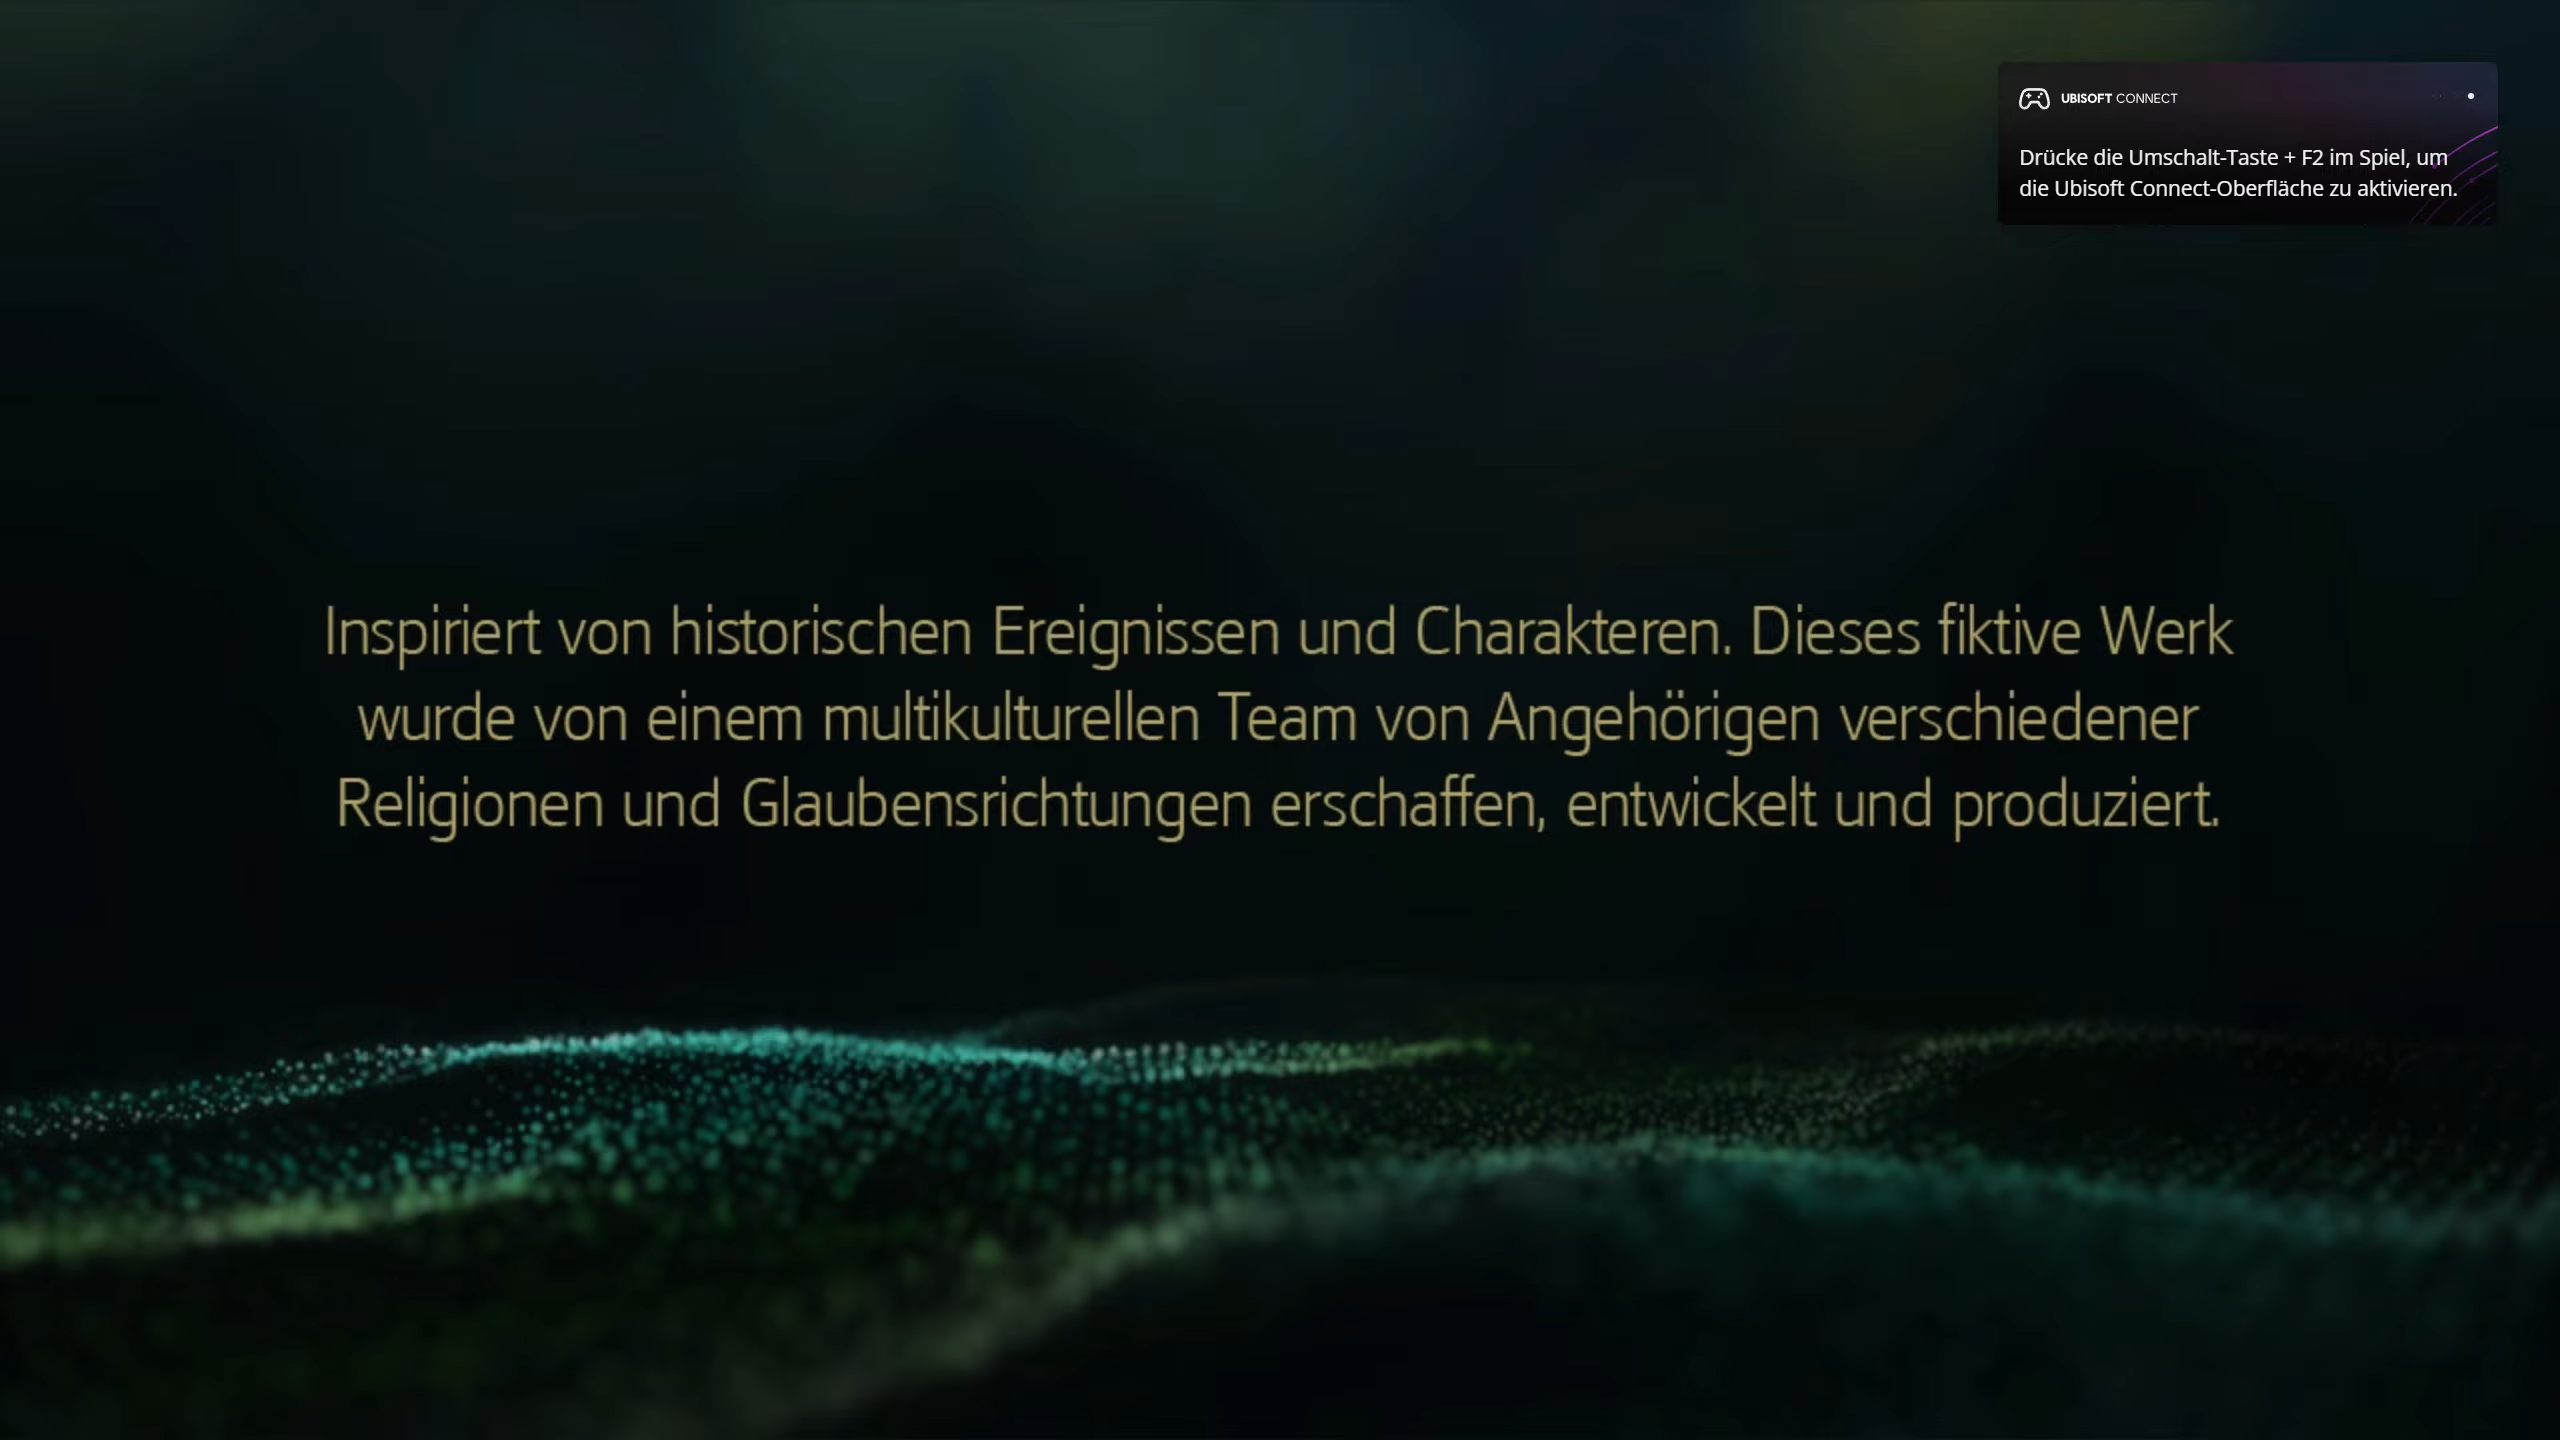 UBISOFT CONNECT
Drücke die Umschalt-Taste + F2 im Spiel, um
die Ubisoft Connect-Oberfläche zu aktivieren.
Inspiriert von historischen Ereignissen und Charakteren. Dieses fiktive Werk
wurde von einem multikulturellen Team von Angehörigen verschiedener
Religionen und Glaubensrichtungen erschaffen, entwickelt und produziert.